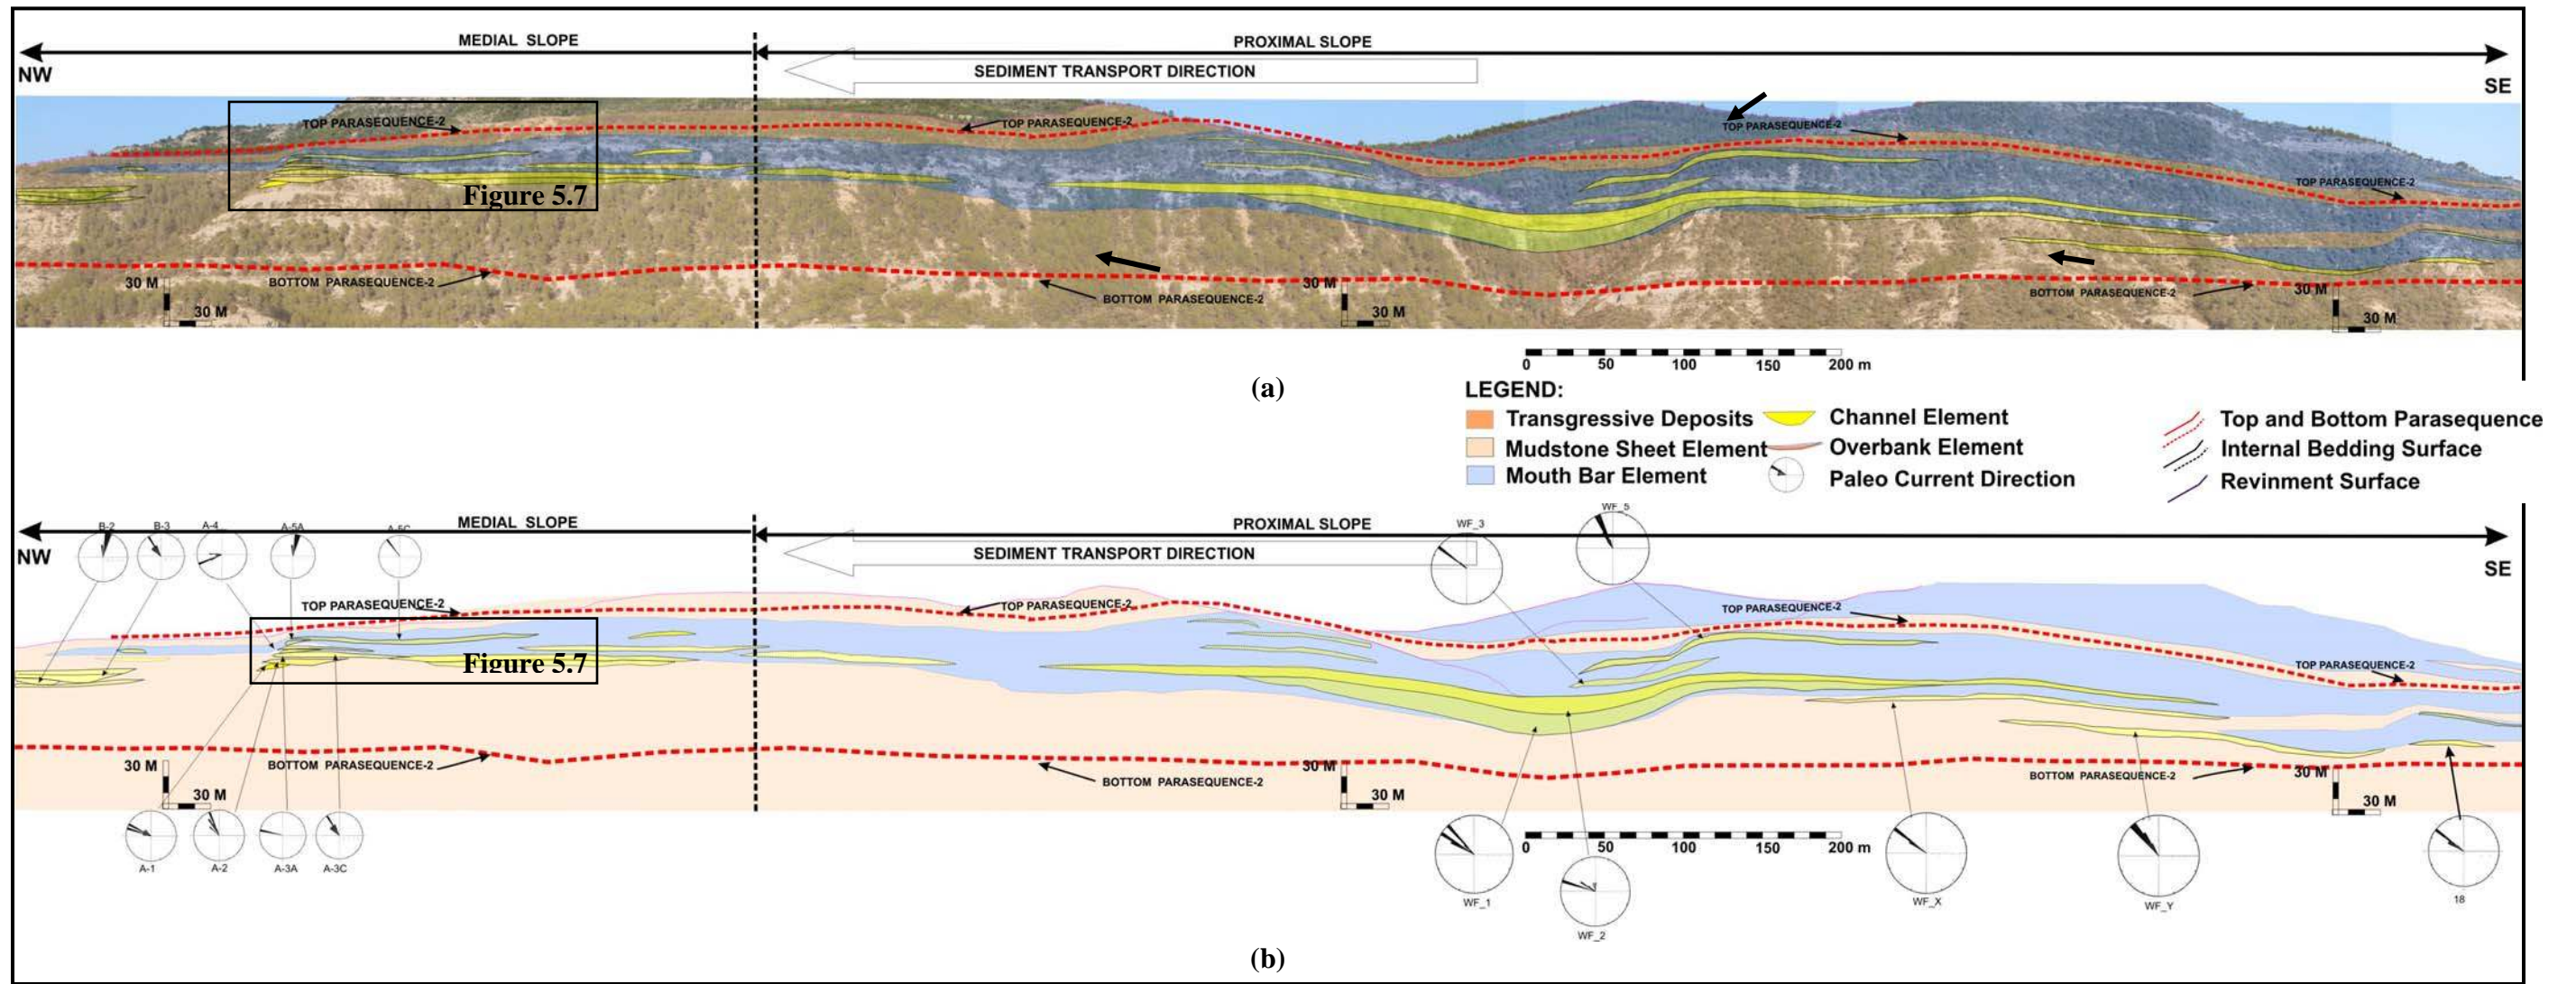 MEDIAL SLOPE
PROXIMAL SLOPE
NW
SEDIMENT TRANSPORT DIRECTION
SE
TOP PARASEQUENCE-2
TOP PARASEQUENCE-2
TOP PARASEQUENCE-2
TOP PARASEQUENCE-2
Figure 5.7
BOTTOM PARASEQUENCE-2
BOTTOM PARASEQUENCE-2
BOTTOM PARASEQUENCE-2
30 M
30 M
30 M
30 M
30 M
30 M
0 50 100 150 200 m
(a)
LEGEND:
Transgressive Deposits
Mudstone Sheet Element
Mouth Bar Element
Channel Element
Overbank Element
Paleo Current Direction
Top and Bottom Parasequence
Internal Bedding Surface
Revinment Surface
B-2
B-3
A-4
A-5A
A-5C
MEDIAL SLOPE
PROXIMAL SLOPE
WF_3
WF_5
NW
SEDIMENT TRANSPORT DIRECTION
SE
TOP PARASEQUENCE-2
TOP PARASEQUENCE-2
TOP PARASEQUENCE-2
TOP PARASEQUENCE-2
Figure 5.7
BOTTOM PARASEQUENCE-2
BOTTOM PARASEQUENCE-2
BOTTOM PARASEQUENCE-2
30 M
30 M
30 M
30 M
30 M
30 M
0 50 100 150 200 m
A-1
A-2
A-3A
A-3C
WF_1
WF_2
WF_X
WF_Y
18
(b)